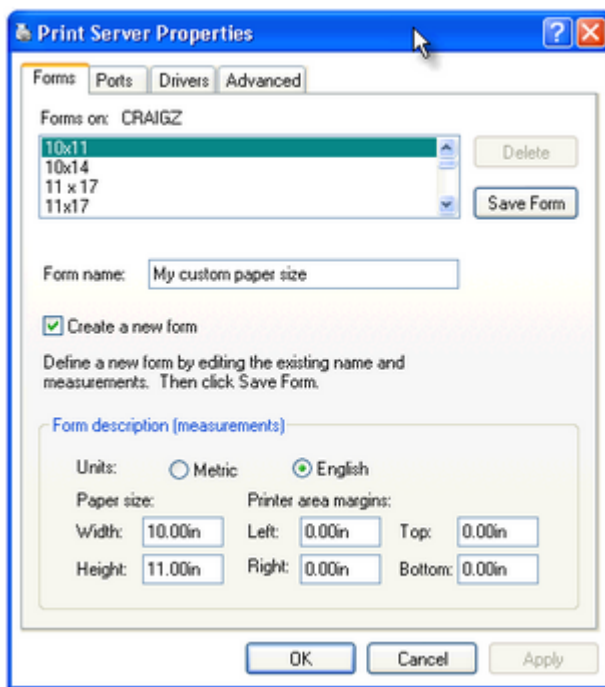 Print Server Properties
Forms Ports Drivers Advanced
Forms on: CRAIGZ
10x11
10x14
11 x 17
11x17
Delete
Save Form
Form name: My custom paper size
Create a new form
Define a new form by editing the existing name and
measurements. Then click Save Form.
Form description (measurements)
Units: Metric English
Paper size: Printer area margins:
Width: 10.00in Left: 0.00in Top: 0.00in
Height: 11.00in Right: 0.00in Bottom: 0.00in
OK Cancel Apply